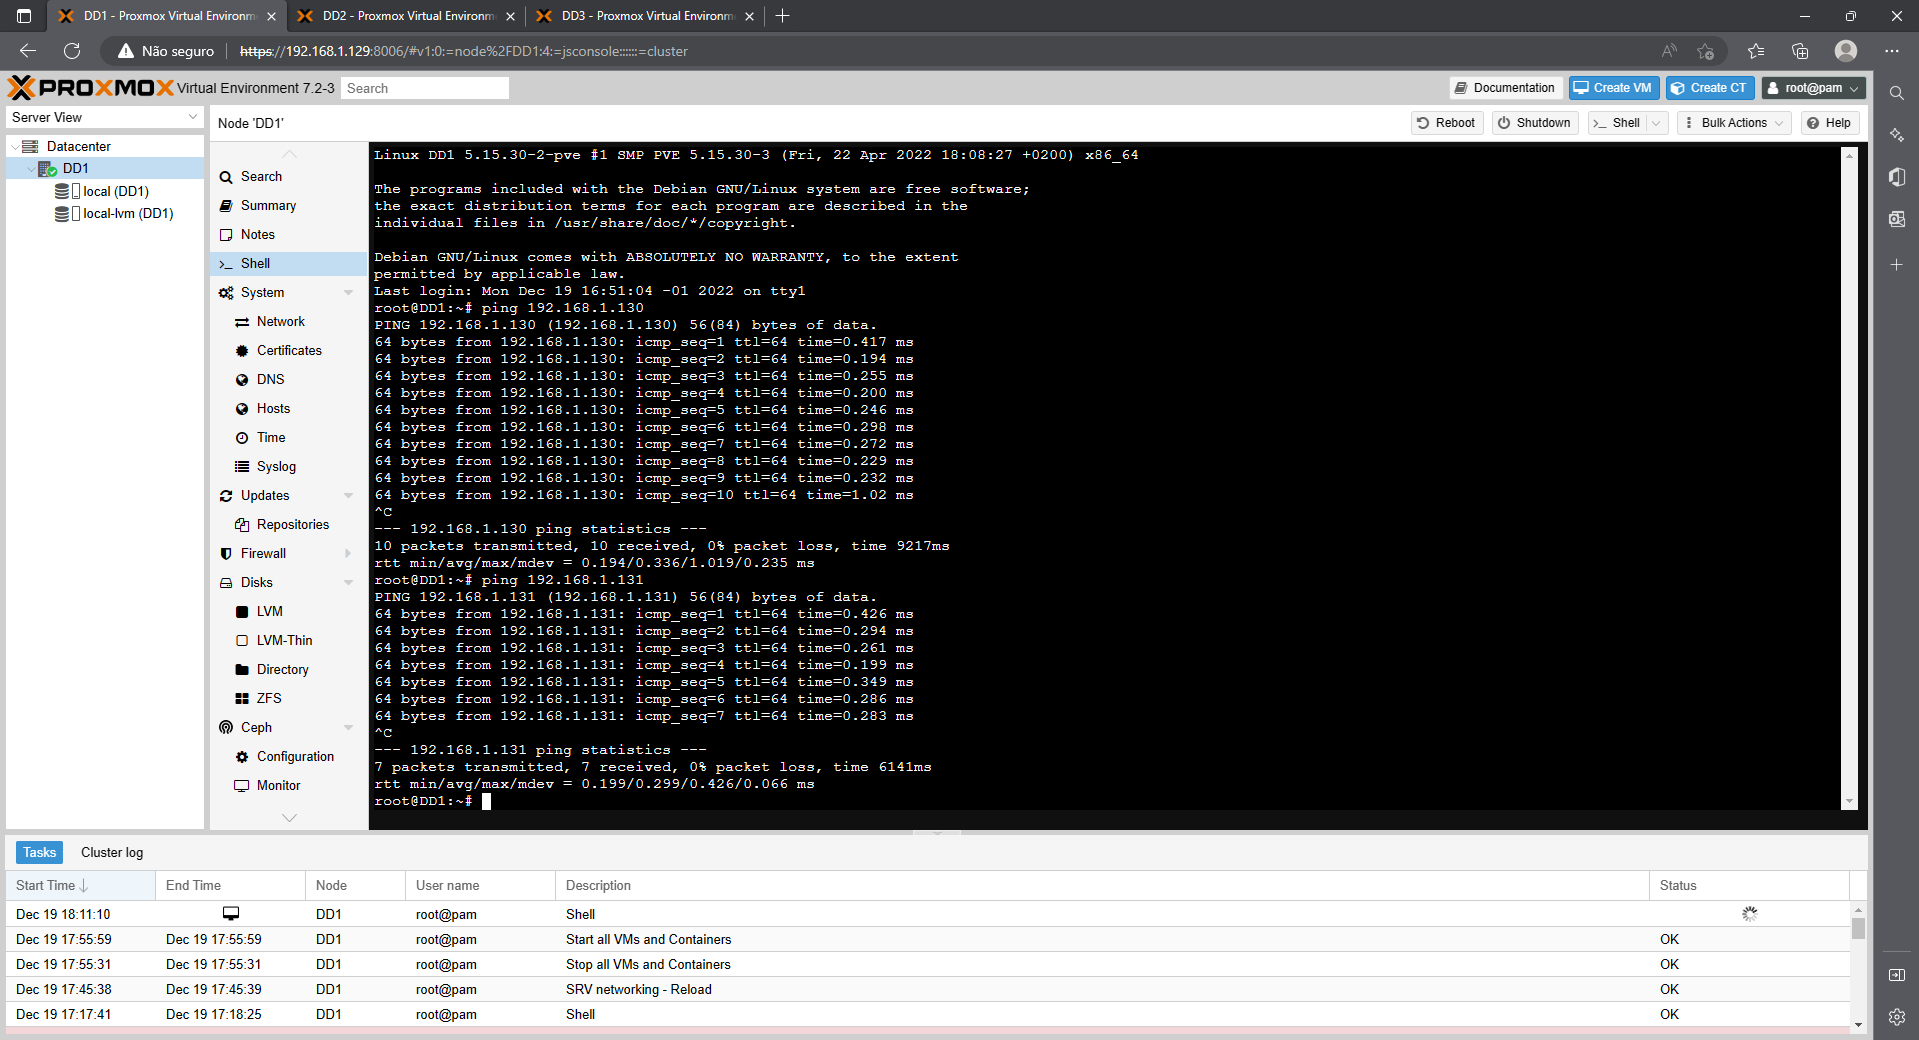 DD1 - Proxmox Virtual Environm
DD2 - Proxmox Virtual Environm
DD3 - Proxmox Virtual Environm
Não seguro
https://192.168.1.129:8006/#v1:0:=node%2FDD1:4:=jsconsole::::::=cluster
PROXMOX Virtual Environment 7.2-3 Search
Documentation
Create VM
Create CT
root@pam
Server View
Node 'DD1'
Reboot
Shutdown
Shell
Bulk Actions
Help
Datacenter
DD1
local (DD1)
local-lvm (DD1)
Search
Summary
Notes
Shell
System
Network
Certificates
DNS
Hosts
Time
Syslog
Updates
Repositories
Firewall
Disks
LVM
LVM-Thin
Directory
ZFS
Ceph
Configuration
Monitor
Linux DD1 5.15.30-2-pve #1 SMP PVE 5.15.30-3 (Fri, 22 Apr 2022 18:08:27 +0200) x86_64
The programs included with the Debian GNU/Linux system are free software;
the exact distribution terms for each program are described in the
individual files in /usr/share/doc/*/copyright.
Debian GNU/Linux comes with ABSOLUTELY NO WARRANTY, to the extent
permitted by applicable law.
Last login: Mon Dec 19 16:51:04 -01 2022 on tty1
root@DD1:~# ping 192.168.1.130
PING 192.168.1.130 (192.168.1.130) 56(84) bytes of data.
64 bytes from 192.168.1.130: icmp_seq=1 ttl=64 time=0.417 ms
64 bytes from 192.168.1.130: icmp_seq=2 ttl=64 time=0.194 ms
64 bytes from 192.168.1.130: icmp_seq=3 ttl=64 time=0.255 ms
64 bytes from 192.168.1.130: icmp_seq=4 ttl=64 time=0.200 ms
64 bytes from 192.168.1.130: icmp_seq=5 ttl=64 time=0.246 ms
64 bytes from 192.168.1.130: icmp_seq=6 ttl=64 time=0.298 ms
64 bytes from 192.168.1.130: icmp_seq=7 ttl=64 time=0.272 ms
64 bytes from 192.168.1.130: icmp_seq=8 ttl=64 time=0.229 ms
64 bytes from 192.168.1.130: icmp_seq=9 ttl=64 time=0.232 ms
64 bytes from 192.168.1.130: icmp_seq=10 ttl=64 time=1.02 ms
^C
--- 192.168.1.130 ping statistics ---
10 packets transmitted, 10 received, 0% packet loss, time 9217ms
rtt min/avg/max/mdev = 0.194/0.336/1.019/0.235 ms
root@DD1:~# ping 192.168.1.131
PING 192.168.1.131 (192.168.1.131) 56(84) bytes of data.
64 bytes from 192.168.1.131: icmp_seq=1 ttl=64 time=0.426 ms
64 bytes from 192.168.1.131: icmp_seq=2 ttl=64 time=0.294 ms
64 bytes from 192.168.1.131: icmp_seq=3 ttl=64 time=0.261 ms
64 bytes from 192.168.1.131: icmp_seq=4 ttl=64 time=0.199 ms
64 bytes from 192.168.1.131: icmp_seq=5 ttl=64 time=0.349 ms
64 bytes from 192.168.1.131: icmp_seq=6 ttl=64 time=0.286 ms
64 bytes from 192.168.1.131: icmp_seq=7 ttl=64 time=0.283 ms
^C
--- 192.168.1.131 ping statistics ---
7 packets transmitted, 7 received, 0% packet loss, time 6141ms
rtt min/avg/max/mdev = 0.199/0.299/0.426/0.066 ms
root@DD1:~#
Tasks Cluster log
Start Time End Time Node User name Description Status
Dec 19 18:11:10 DD1 root@pam Shell
Dec 19 17:55:59 Dec 19 17:55:59 DD1 root@pam Start all VMs and Containers OK
Dec 19 17:55:31 Dec 19 17:55:31 DD1 root@pam Stop all VMs and Containers OK
Dec 19 17:45:38 Dec 19 17:45:39 DD1 root@pam SRV networking - Reload OK
Dec 19 17:17:41 Dec 19 17:18:25 DD1 root@pam Shell OK